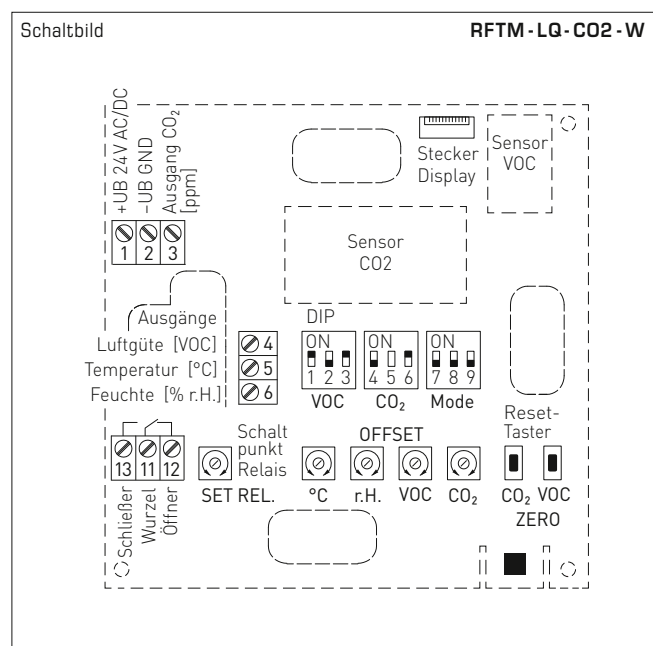 Schaltbild
RFTM-LQ-CO2-W
+UB 24V AC/DC
–UB GND
Ausgang CO₂
[ppm]
1 2 3
Stecker
Display
Sensor
VOC
Sensor
CO2
Ausgänge
Luftgüte [VOC] 4
Temperatur [°C] 5
Feuchte [% r.H.] 6
DIP
ON ON ON
1 2 3 4 5 6 7 8 9
VOC CO₂ Mode
13 11 12
Schließer
Wurzel
Öffner
Schalt
punkt
Relais
SET REL.
OFFSET
°C r.H. VOC CO₂
Reset-
Taster
CO₂ VOC
ZERO